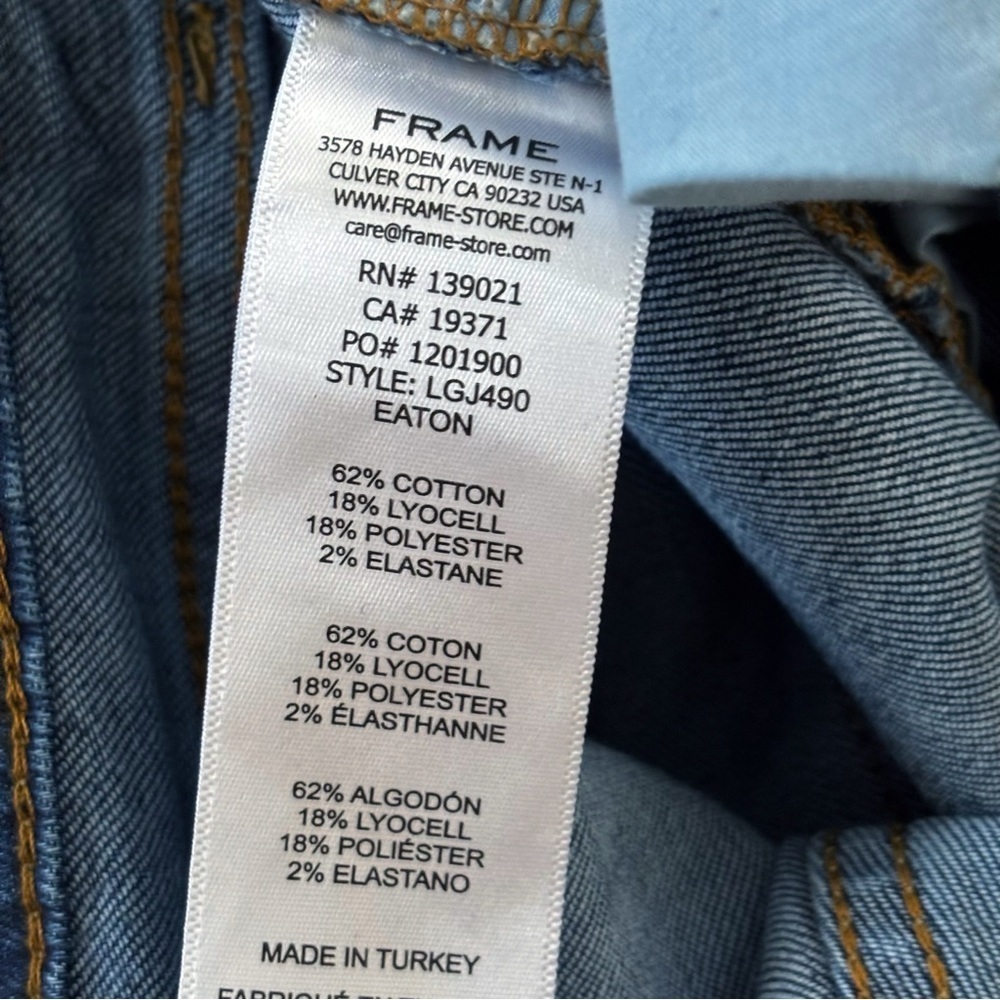 FRAME
3578 HAYDEN AVENUE STE N-1
CULVER CITY CA 90232 USA
WWW.FRAME-STORE.COM
care@frame-store.com
RN# 139021
CA# 19371
PO# 1201900
STYLE: LGJ490
EATON
62% COTTON
18% LYOCELL
18% POLYESTER
2% ELASTANE
62% COTON
18% LYOCELL
18% POLYESTER
2% ÉLASTHANNE
62% ALGODÓN
18% LYOCELL
18% POLIÉSTER
2% ELASTANO
MADE IN TURKEY
FABRIQUÉ